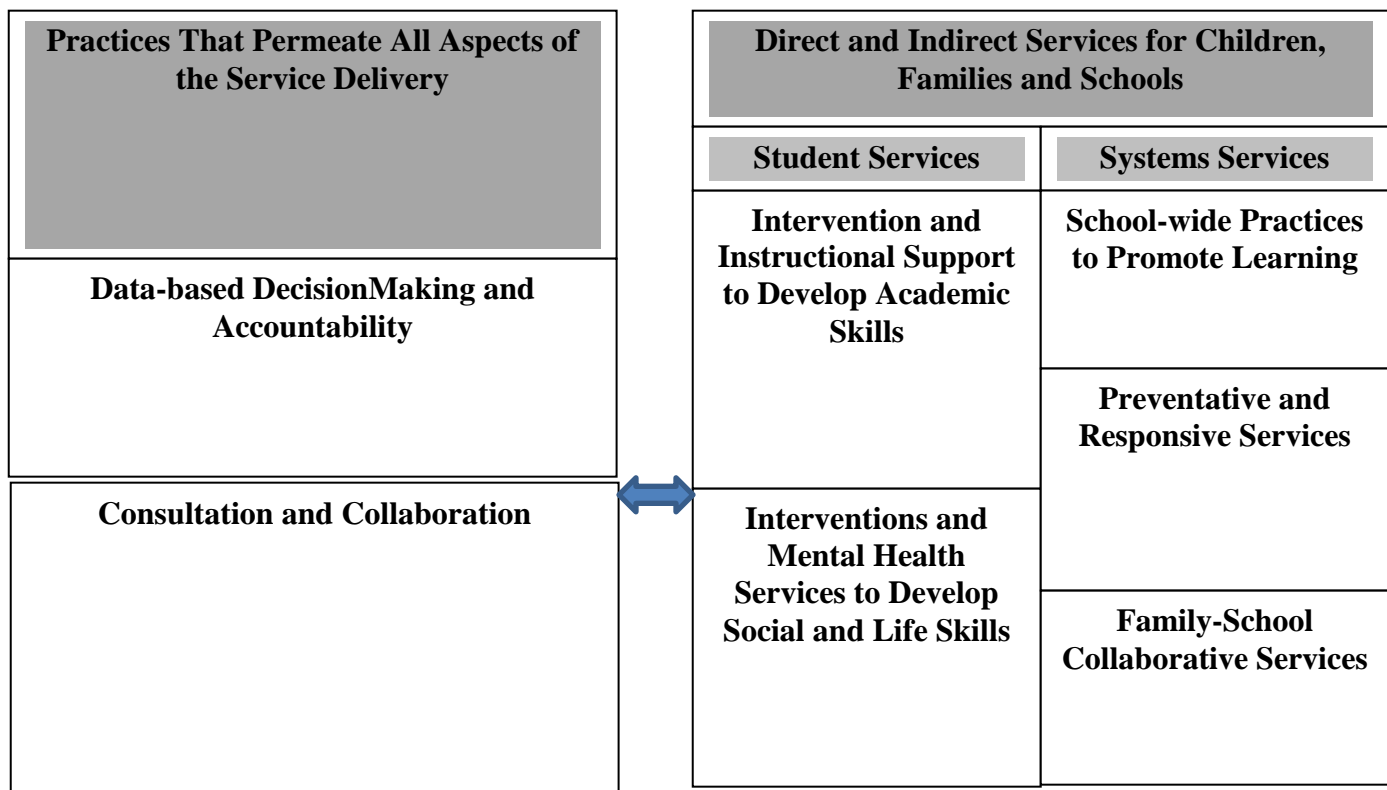 Practices That Permeate All Aspects of
the Service Delivery
Data-based DecisionMaking and
Accountability
Consultation and Collaboration
Direct and Indirect Services for Children,
Families and Schools
Student Services
Systems Services
Intervention and
Instructional Support
to Develop Academic
Skills
Interventions and
Mental Health
Services to Develop
Social and Life Skills
School-wide Practices
to Promote Learning
Preventative and
Responsive Services
Family-School
Collaborative Services